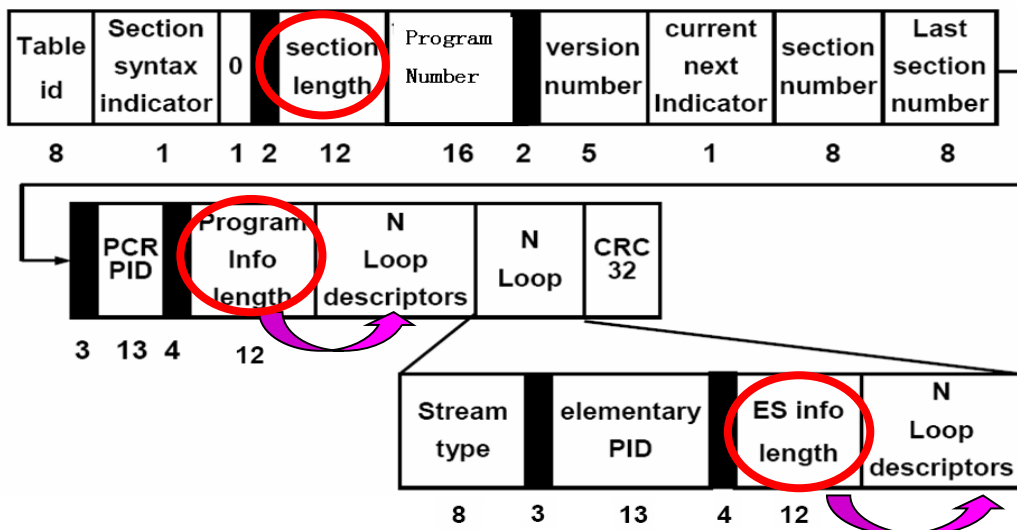 Table
id
Section
syntax
indicator
0
section
length
Program
Number
version
number
current
next
Indicator
section
number
Last
section
number
8 1 1 2 12 16 2 5 1 8 8
PCR
PID
Program
Info
length
N
Loop
descriptors
N
Loop
CRC
32
3 13 4 12
Stream
type
elementary
PID
ES info
length
N
Loop
descriptors
8 3 13 4 12